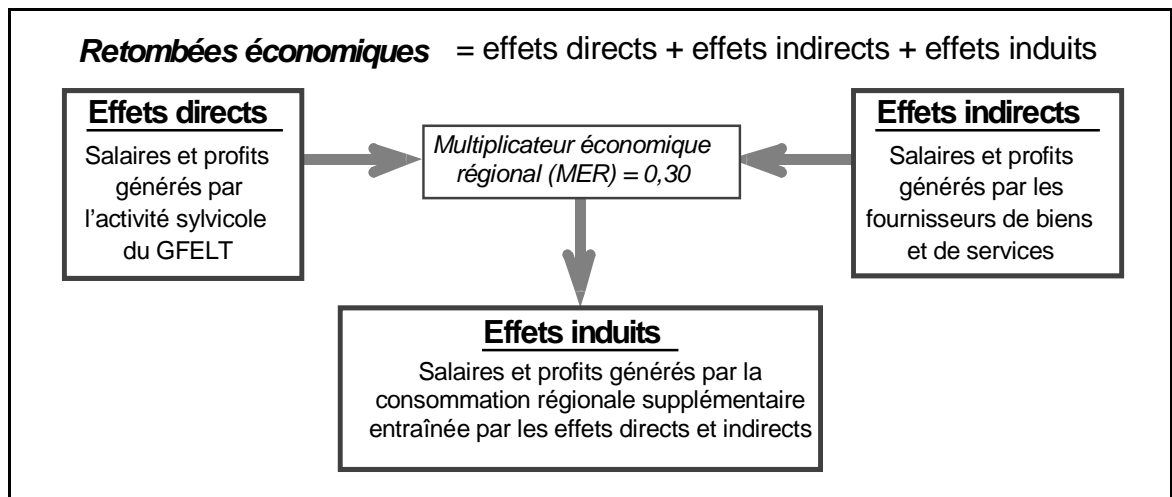 Retombées économiques = effets directs + effets indirects + effets induits
Effets directs
Salaires et profits
générés par
l'activité sylvicole
du GFELT
Multiplicateur économique
régional (MER) = 0,30
Effets indirects
Salaires et profits
générés par les
fournisseurs de biens
et de services
Effets induits
Salaires et profits générés par la
consommation régionale supplémentaire
entraînée par les effets directs et indirects